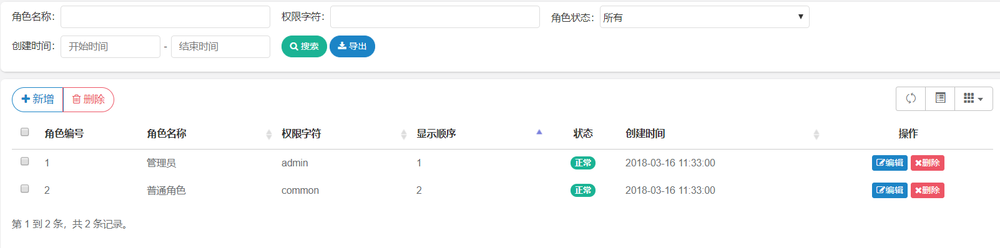 角色名称： 权限字符： 角色状态： 所有
创建时间： 开始时间 - 结束时间 搜索 导出
新增 删除
角色编号 角色名称 权限字符 显示顺序 状态 创建时间 操作
1 管理员 admin 1 正常 2018-03-16 11:33:00 编辑 删除
2 普通角色 common 2 正常 2018-03-16 11:33:00 编辑 删除
第 1 到 2 条，共 2 条记录。